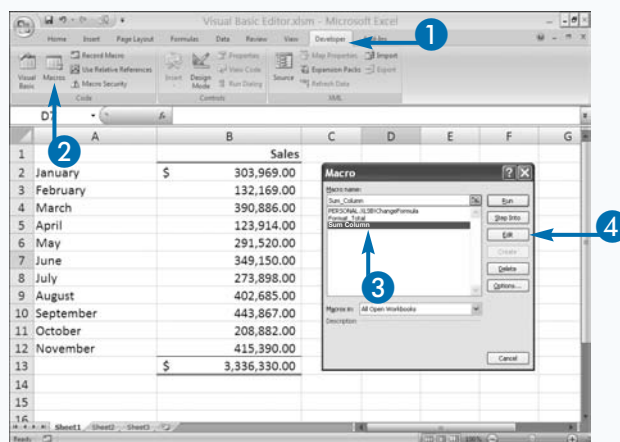 Visual Basic Editor.xlsm - Microsoft Excel
Home Insert Page Layout Formulas Data Review View Developer
1
Visual Basic
Macros
Record Macro
Use Relative References
Macro Security
Code
Insert
Design Mode
Properties
View Code
Run Dialog
Controls
Source
Map Properties
Expansion Packs
Refresh Data
Import
Export
XML
2
A B C D E F G
1 Sales
2 January $ 303,969.00
3 February 132,169.00
4 March 390,886.00
5 April 123,914.00
6 May 291,520.00
7 June 349,150.00
8 July 273,898.00
9 August 402,685.00
10 September 443,867.00
11 October 208,882.00
12 November 415,390.00
13 $ 3,336,330.00
14
15
16
Macro
Macro name:
Sum_Column
PERSONAL.XLSB!ChangeFormula
Format_Total
Sum Column
3
Run
Step Into
Edit
4
Create
Delete
Options...
Macros in: All Open Workbooks
Description
Cancel
Sheet1 Sheet2 Sheet3
Ready
100%